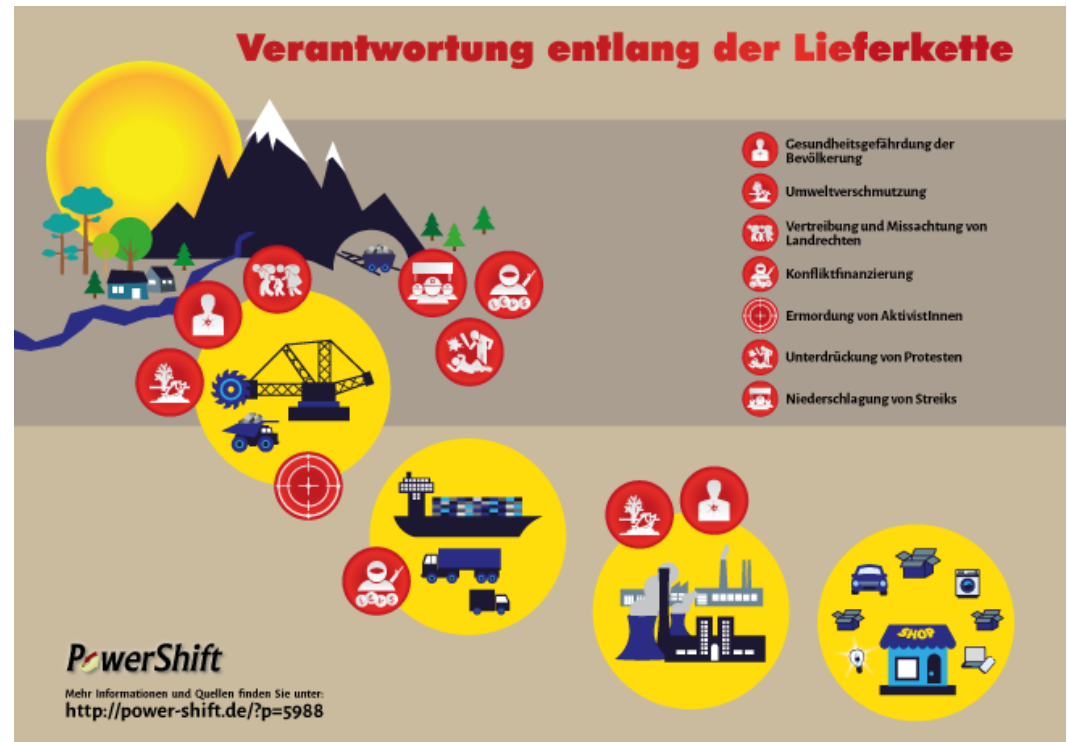 Verantwortung entlang der Lieferkette
Gesundheitsgefährdung der
Bevölkerung
Umweltverschmutzung
Vertreibung und Missachtung von
Landrechten
Konfliktfinanzierung
Ermordung von AktivistInnen
Unterdrückung von Protesten
Niederschlagung von Streiks
SHOP
PowerShift
Mehr Informationen und Quellen finden Sie unter:
http://power-shift.de/?p=5988